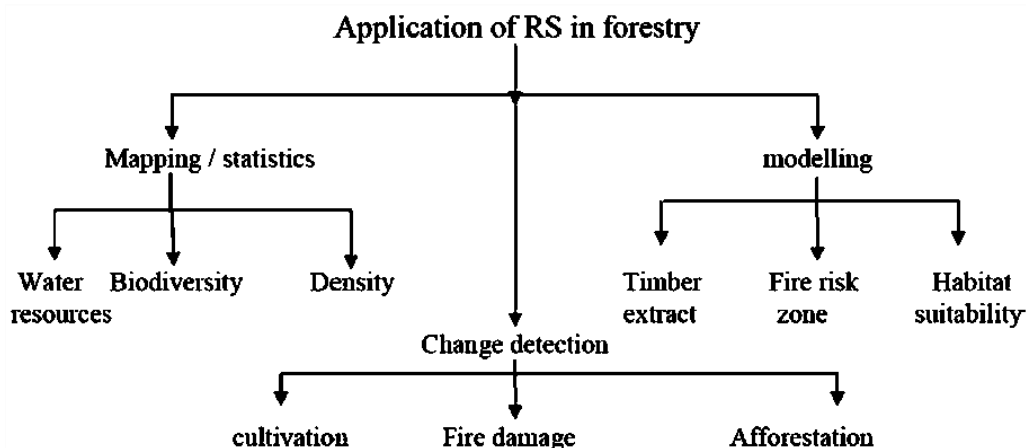 Application of RS in forestry
Mapping / statistics
modelling
Water
resources
Biodiversity
Density
Timber
extract
Fire risk
zone
Habitat
suitability
Change detection
cultivation
Fire damage
Afforestation